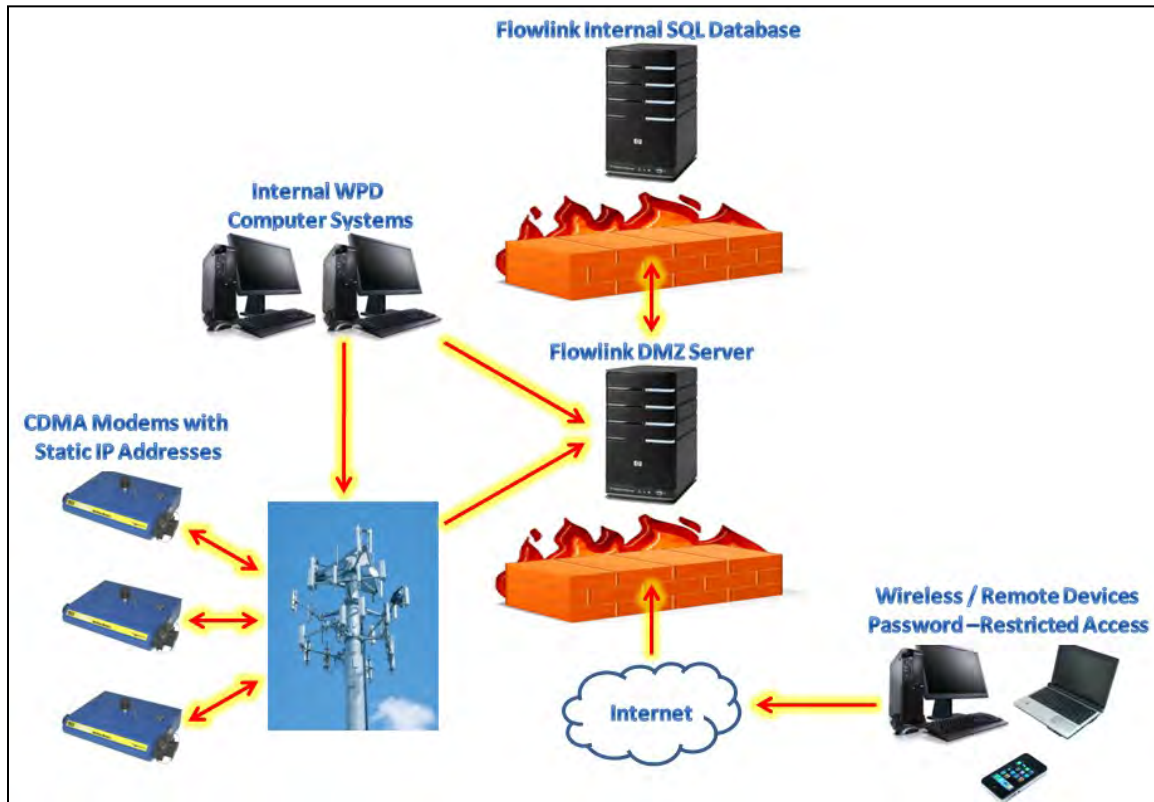 Flowlink Internal SQL Database
Internal WPD
Computer Systems
Flowlink DMZ Server
CDMA Modems with
Static IP Addresses
Wireless / Remote Devices
Password –Restricted Access
Internet